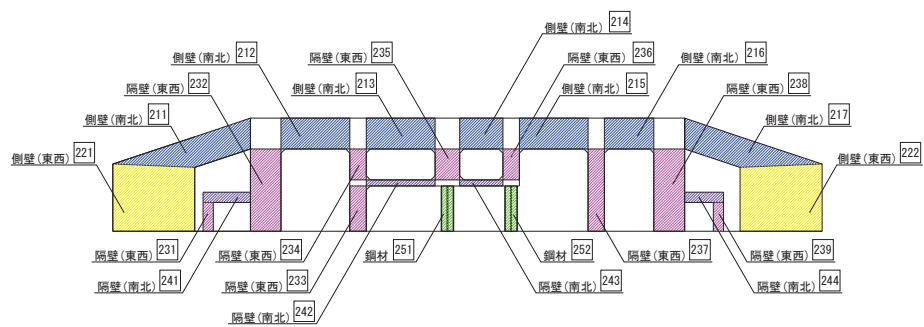 側壁(南北) 214
側壁(南北) 212
隔壁(東西) 235
隔壁(東西) 236
側壁(南北) 216
隔壁(東西) 232
側壁(南北) 213
側壁(南北) 215
隔壁(東西) 238
側壁(南北) 211
側壁(南北) 217
側壁(東西) 221
側壁(東西) 222
隔壁(東西) 231
隔壁(東西) 234
鋼材 251
鋼材 252
隔壁(東西) 237
隔壁(東西) 239
隔壁(南北) 241
隔壁(東西) 233
隔壁(南北) 243
隔壁(南北) 244
隔壁(南北) 242